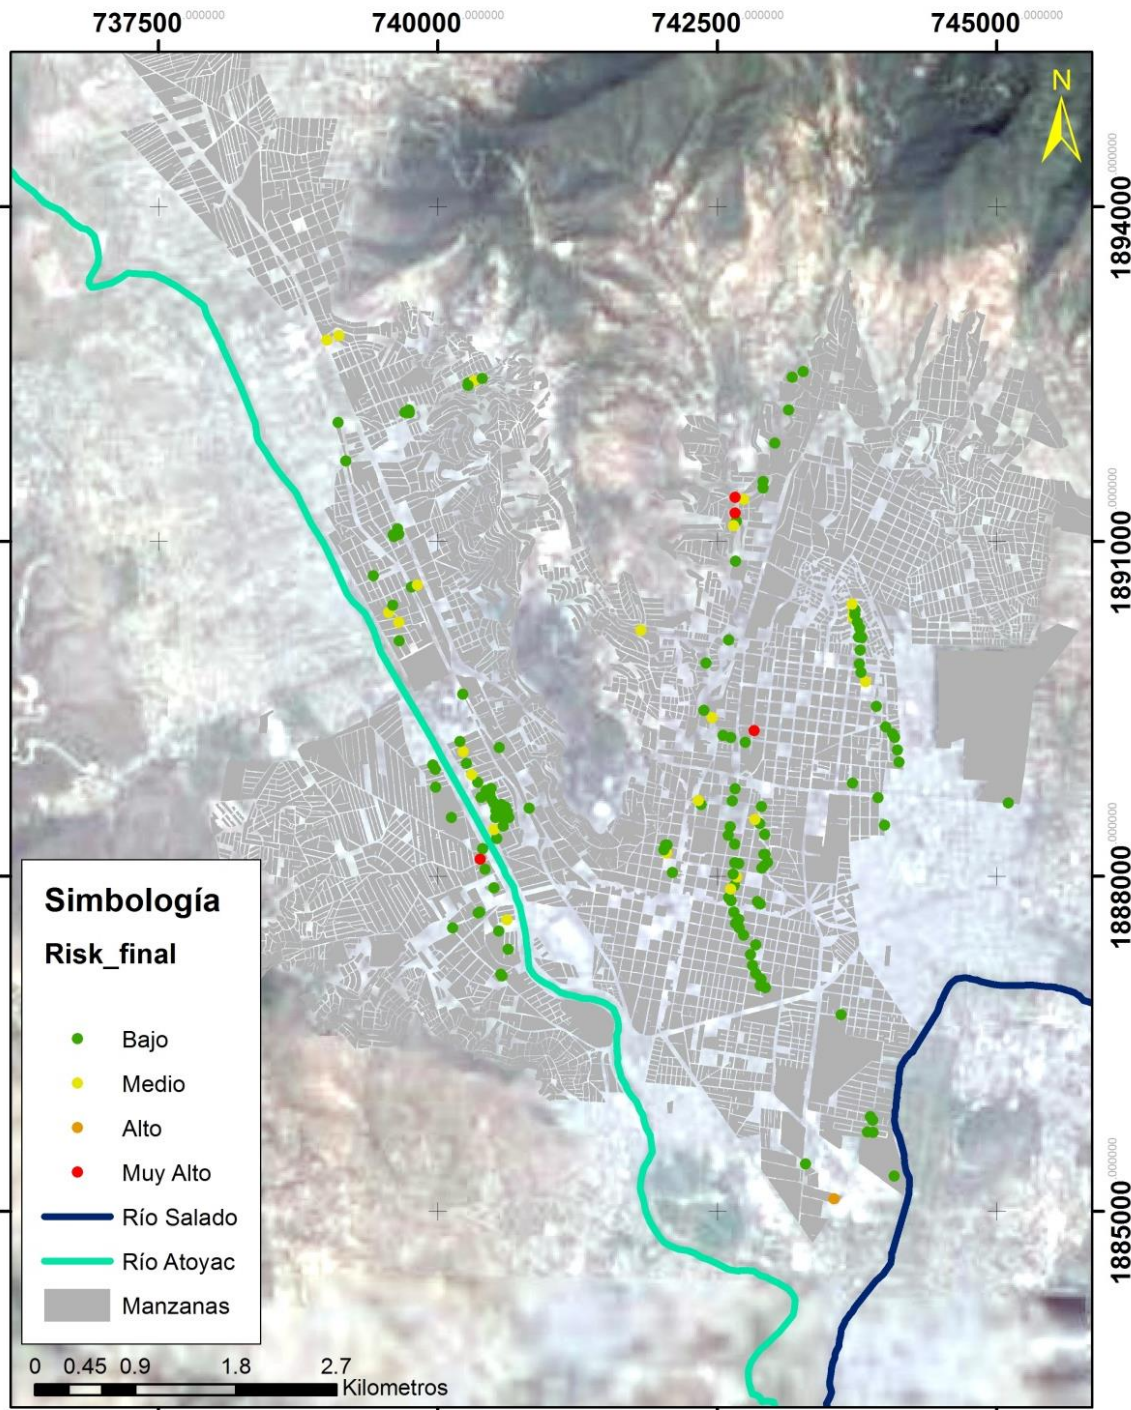 737500.000000 740000.000000 742500.000000 745000.000000
N
1894000.000000
1891000.000000
1888000.000000
1885000.000000
Simbología
Risk_final
Bajo
Medio
Alto
Muy Alto
Río Salado
Río Atoyac
Manzanas
0 0.45 0.9 1.8 2.7
Kilometros